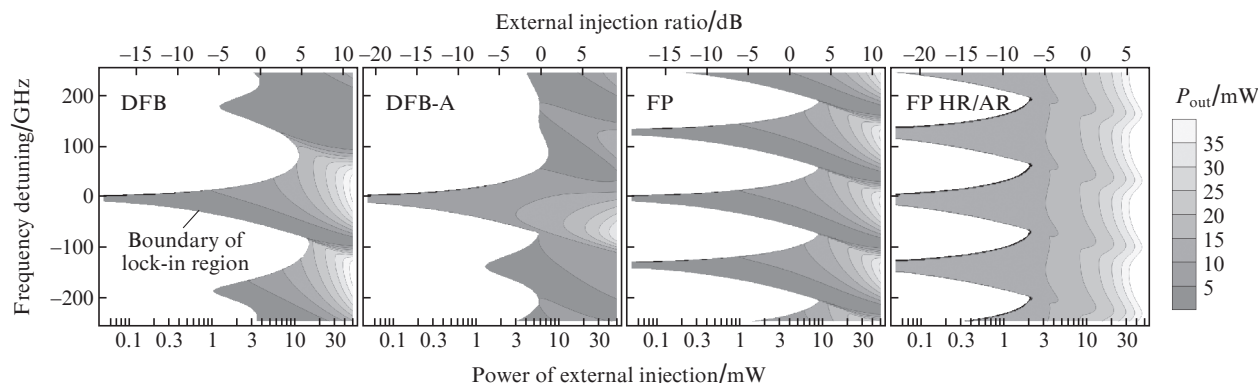 External injection ratio/dB
−15 −10 −5 0 5 10
−20 −15 −10 −5 0 5
−15 −10 −5 0 5 10
−20 −15 −10 −5 0 5
Frequency detuning/GHz
200
100
0
−100
−200
DFB
DFB-A
FP
FP HR/AR
Boundary of
lock-in region
P_out/mW
35
30
25
20
15
10
5
0.1 0.3 1 3 10 30
0.1 0.3 1 3 10 30
0.1 0.3 1 3 10 30
0.1 0.3 1 3 10 30
Power of external injection/mW